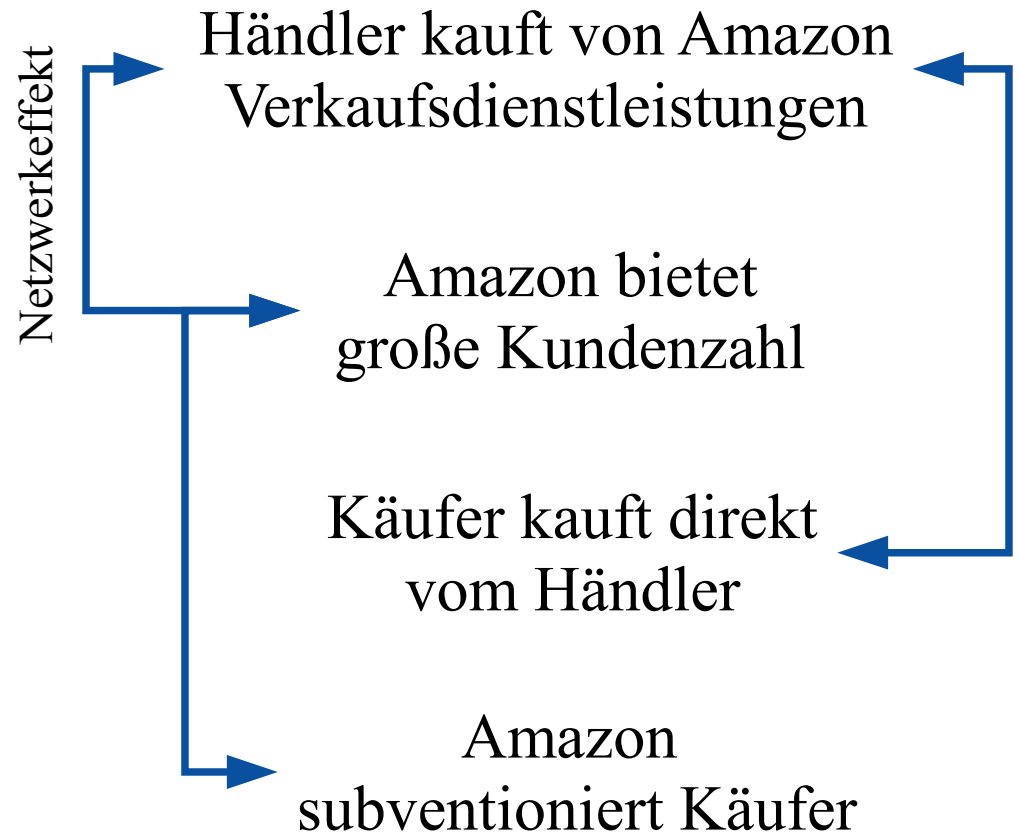 Netzwerkeffekt
Händler kauft von Amazon
Verkaufsdienstleistungen
Amazon bietet
große Kundenzahl
Käufer kauft direkt
vom Händler
Amazon
subventioniert Käufer